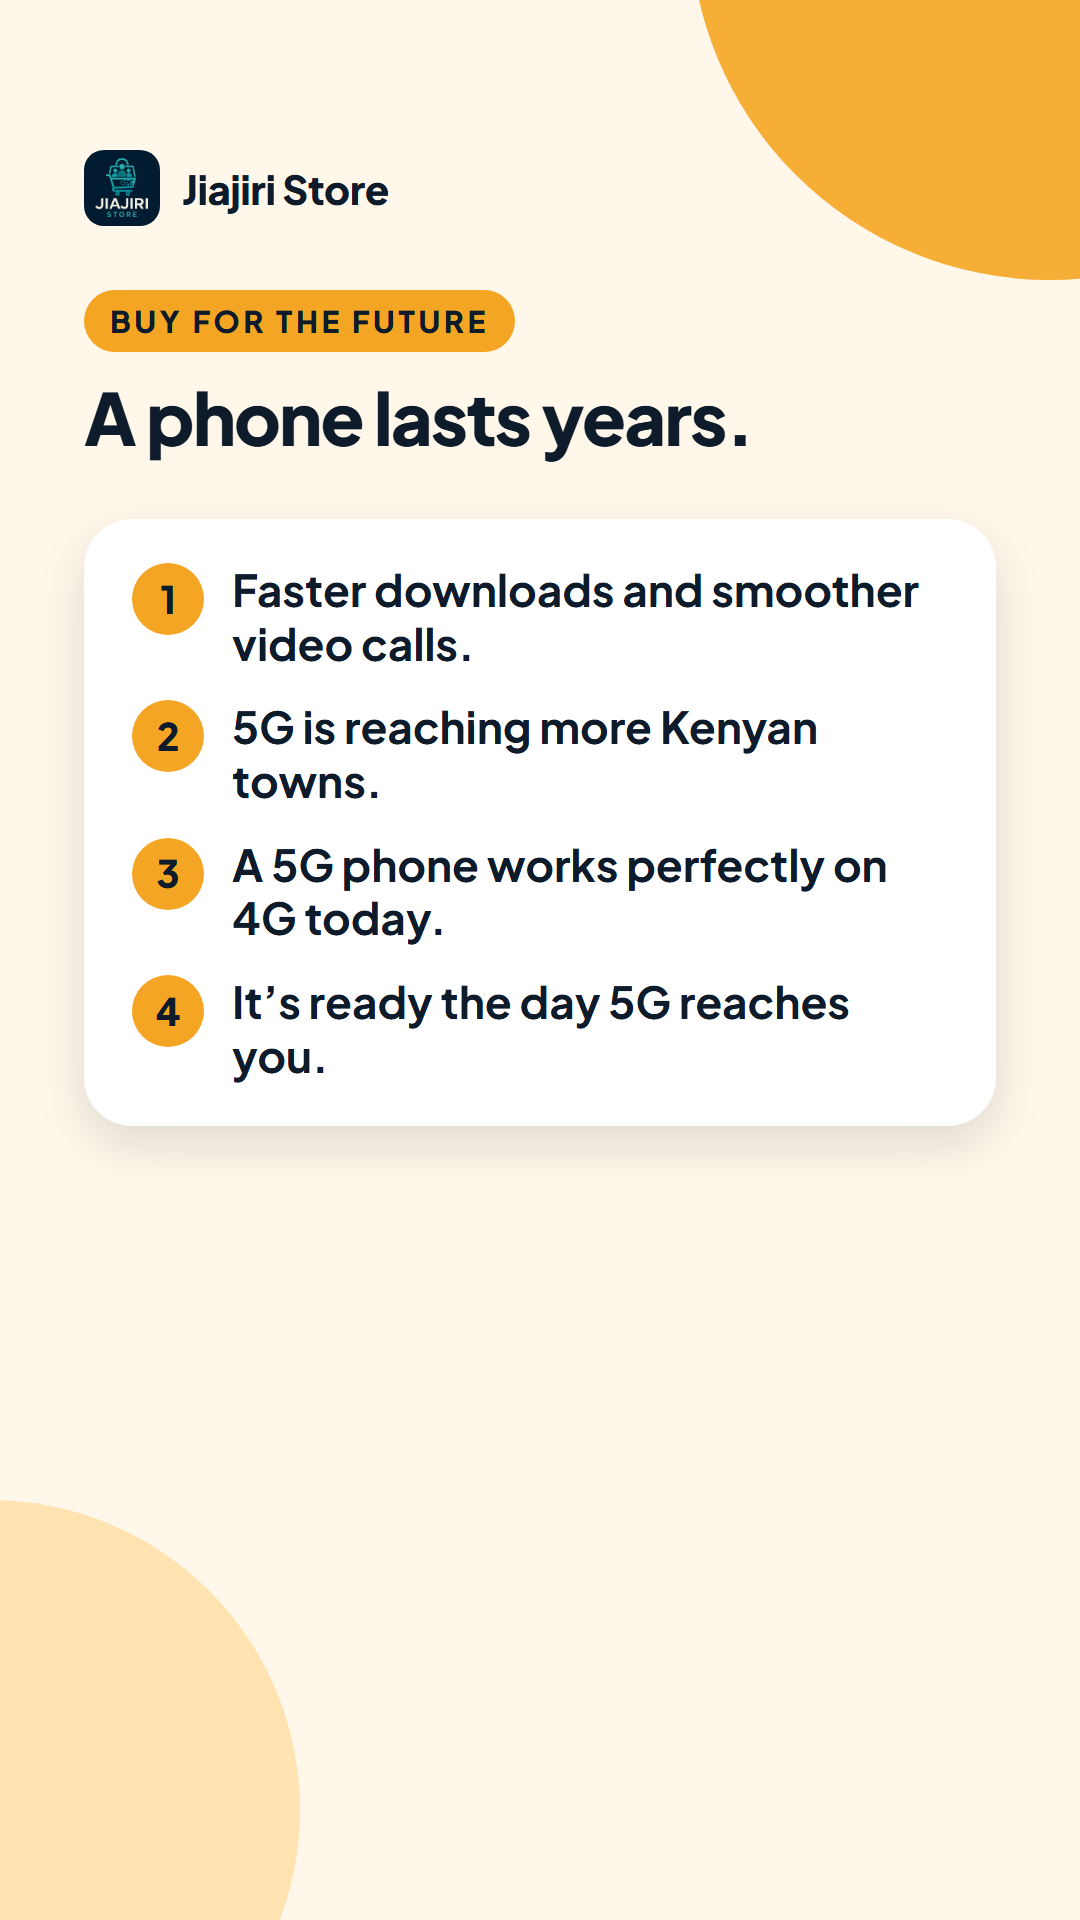 JIAJIRI
STORE
Jiajiri Store
BUY FOR THE FUTURE
A phone lasts years.
1
Faster downloads and smoother
video calls.
2
5G is reaching more Kenyan
towns.
3
A 5G phone works perfectly on
4G today.
4
It’s ready the day 5G reaches
you.